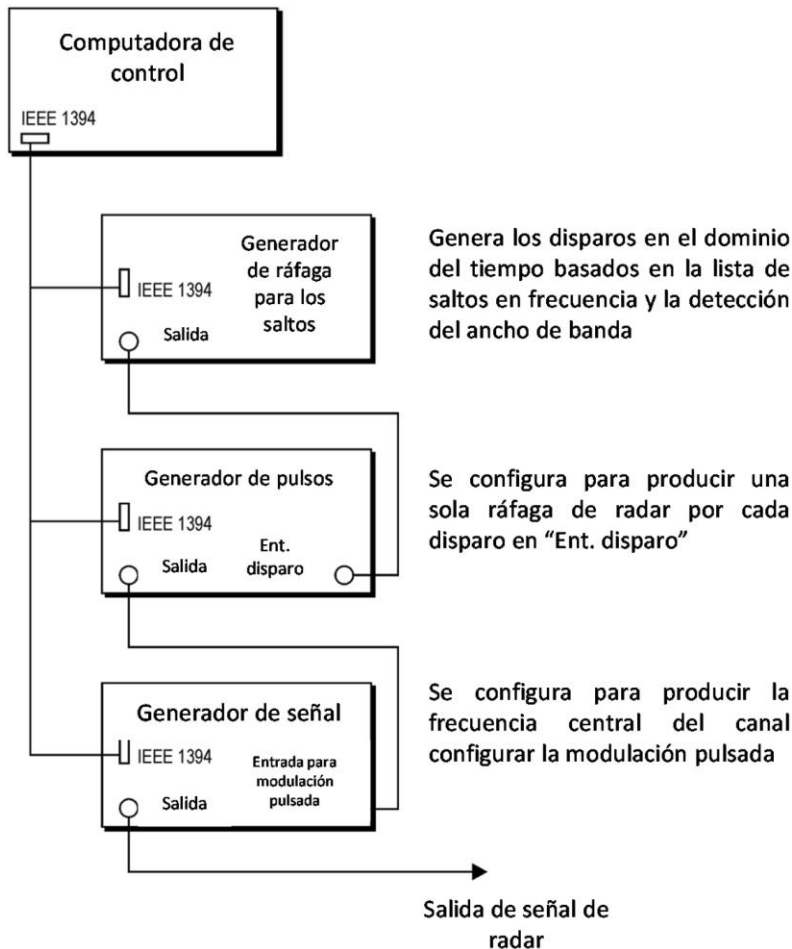 Computadora de
control
IEEE 1394
Generador
de ráfaga
para los
saltos
IEEE 1394
Salida
Genera los disparos en el dominio
del tiempo basados en la lista de
saltos en frecuencia y la detección
del ancho de banda
Generador de pulsos
IEEE 1394
Ent.
disparo
Salida
Se configura para producir una
sola ráfaga de radar por cada
disparo en “Ent. disparo”
Generador de señal
IEEE 1394
Entrada para
modulación
pulsada
Salida
Se configura para producir la
frecuencia central del canal
configurar la modulación pulsada
Salida de señal de
radar